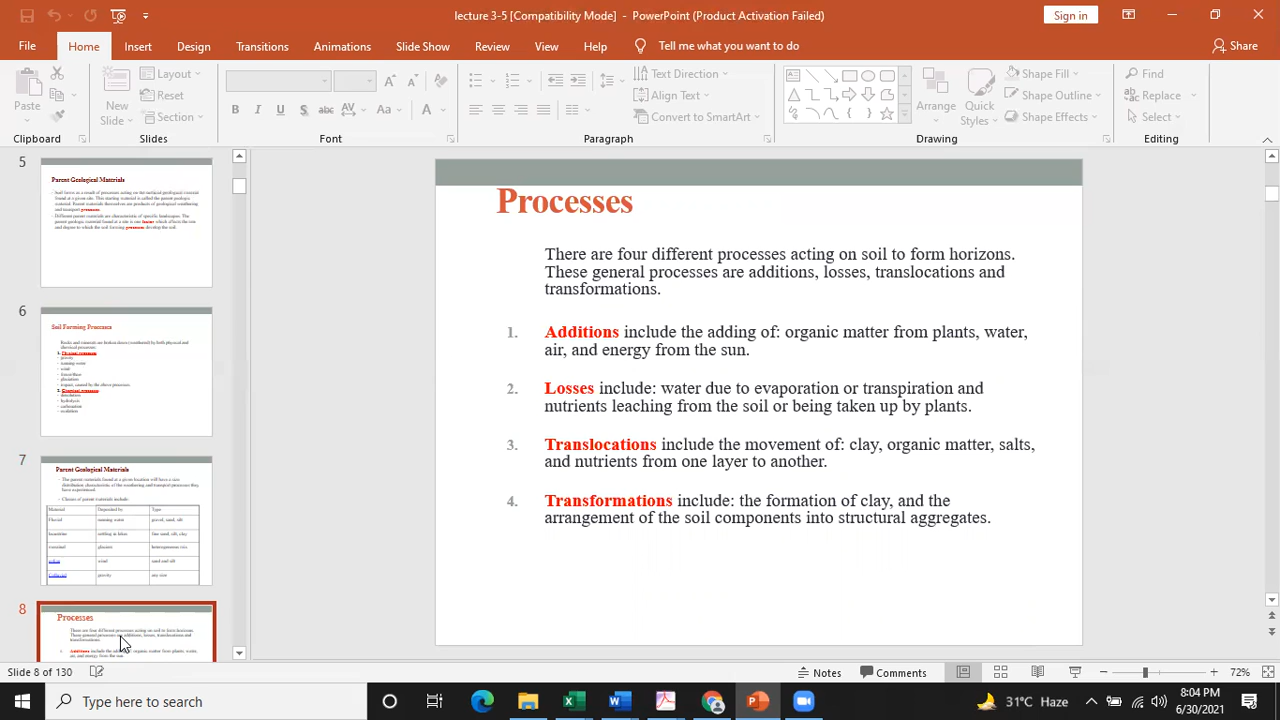 lecture 3-5 [Compatibility Mode] - PowerPoint (Product Activation Failed)
Sign in
File Home Insert Design Transitions Animations Slide Show Review View Help Tell me what you want to do Share
Paste
Clipboard
New
Slide
Layout
Reset
Section
Slides
B I U S abc AV Aa A
Font
Text Direction
Align Text
Convert to SmartArt
Paragraph
Arrange
Quick
Styles
Shape Fill
Shape Outline
Shape Effects
Drawing
Find
Replace
Select
Editing
5
Parent Geological Materials
6
Soil Forming Processes
7
Parent Geological Materials
8
Processes
Processes
There are four different processes acting on soil to form horizons.
These general processes are additions, losses, translocations and
transformations.
1. Additions include the adding of: organic matter from plants, water,
air, and energy from the sun.
2. Losses include: water due to evaporation or transpiration and
nutrients leaching from the soil or being taken up by plants.
3. Translocations include the movement of: clay, organic matter, salts,
and nutrients from one layer to another.
4. Transformations include: the formation of clay, and the
arrangement of the soil components into structural aggregates.
Slide 8 of 130
Notes
Comments
72%
Type here to search
31°C Haze
8:04 PM
6/30/2021